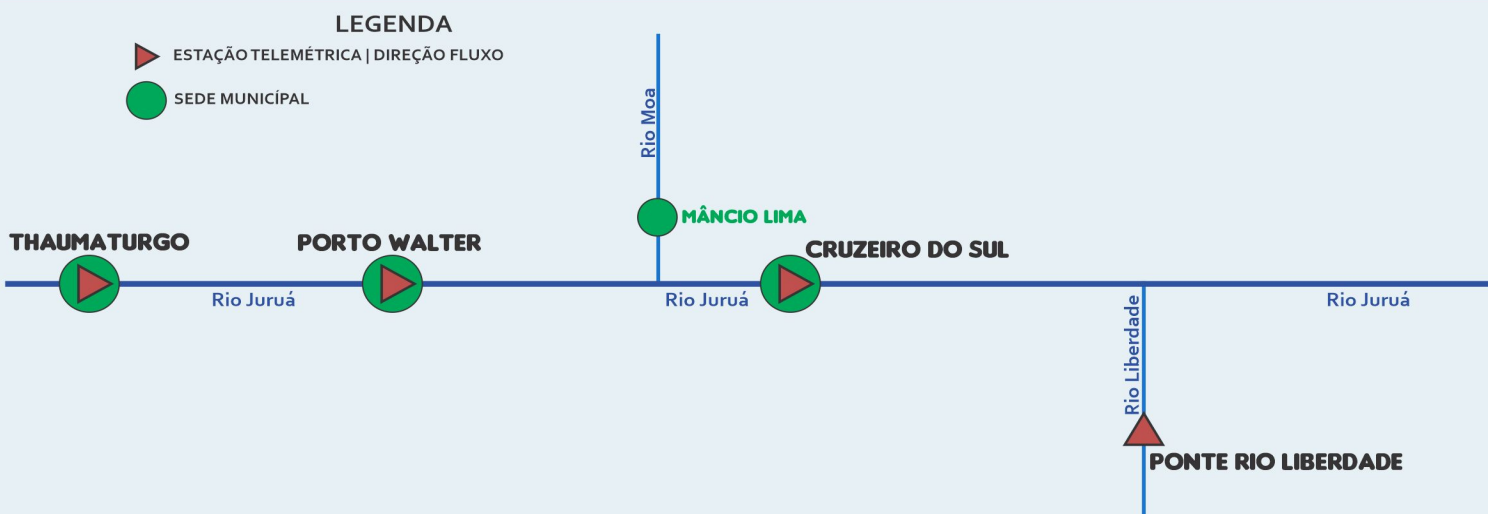 LEGENDA
ESTAÇÃO TELEMÉTRICA | DIREÇÃO FLUXO
SEDE MUNICÍPAL
Rio Moa
MÂNCIO LIMA
THAUMATURGO
PORTO WALTER
CRUZEIRO DO SUL
Rio Juruá
Rio Juruá
Rio Juruá
Rio Liberdade
PONTE RIO LIBERDADE